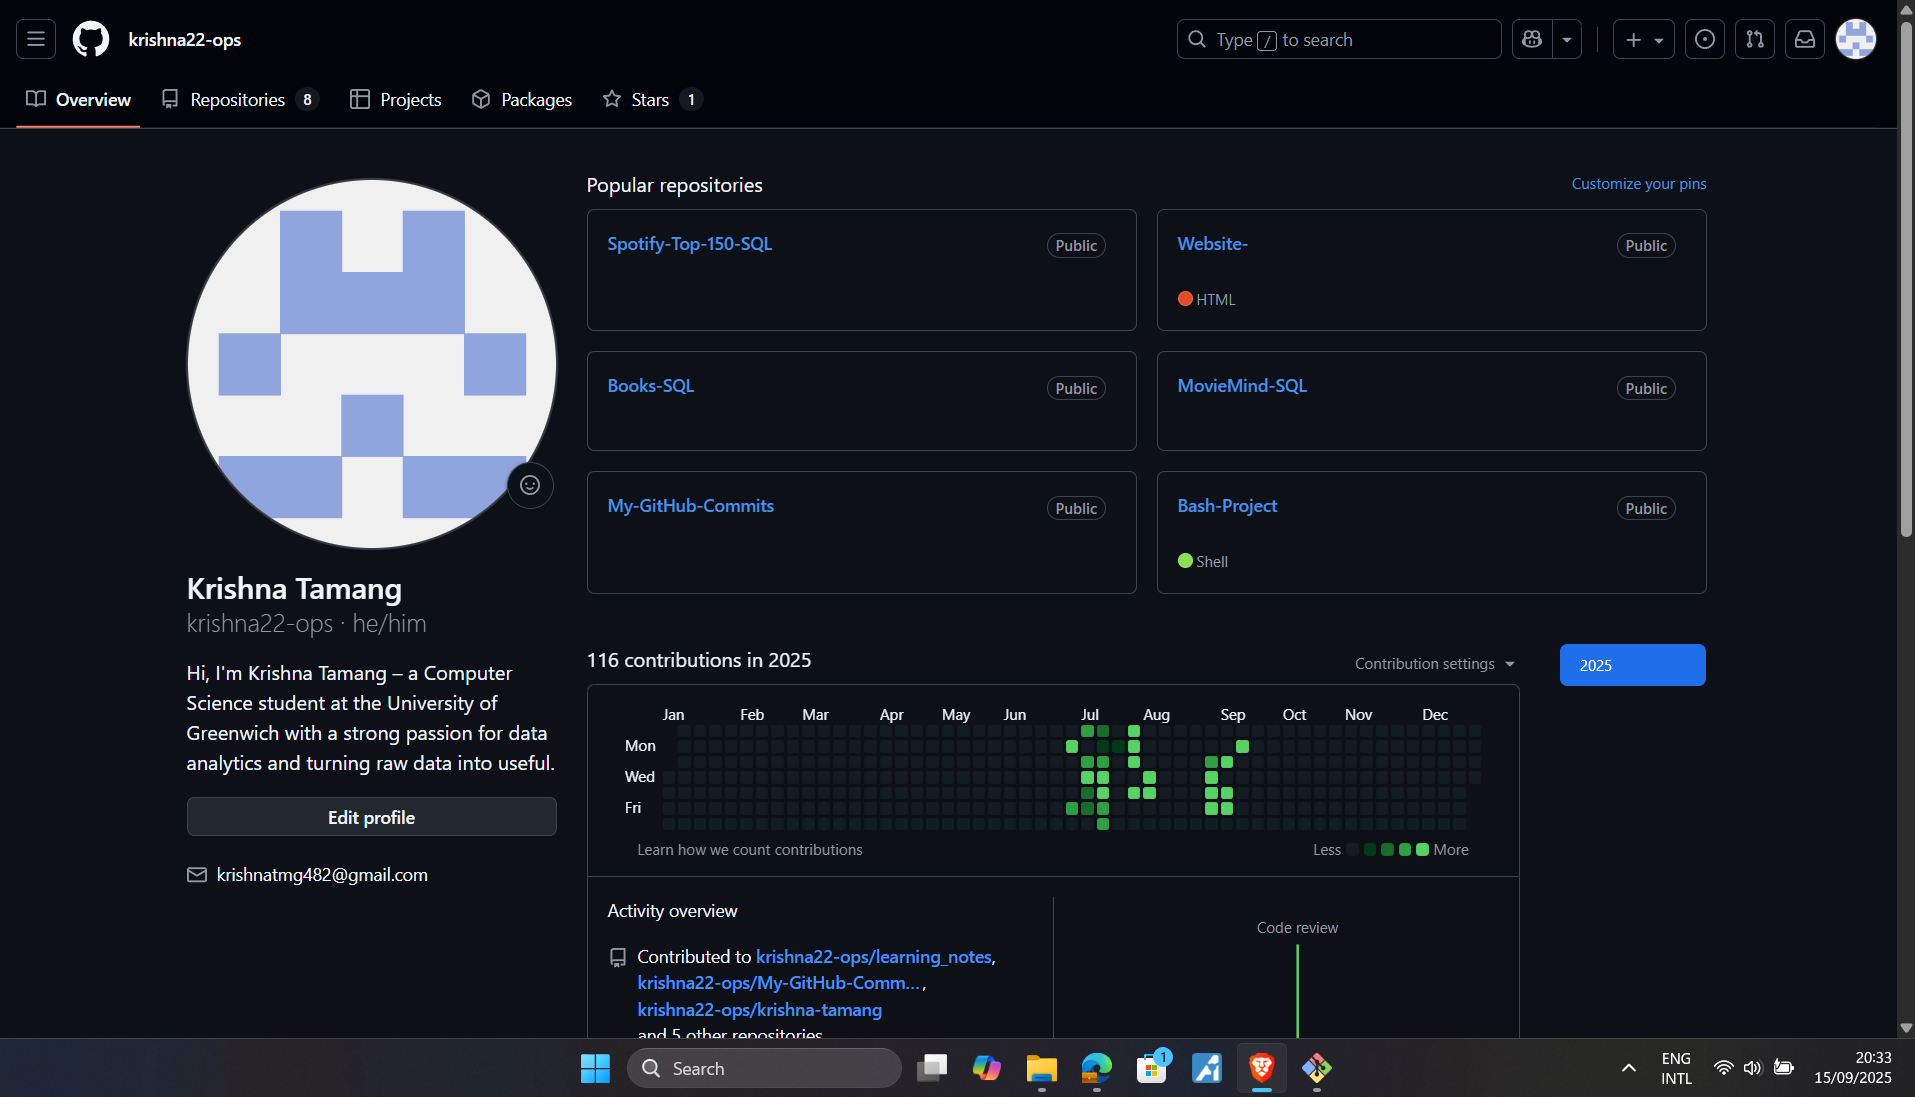 krishna22-ops
Type / to search
Overview
Repositories 8
Projects
Packages
Stars 1
Popular repositories
Customize your pins
Spotify-Top-150-SQL
Public
Website-
Public
HTML
Books-SQL
Public
MovieMind-SQL
Public
My-GitHub-Commits
Public
Bash-Project
Public
Shell
Krishna Tamang
krishna22-ops · he/him
Hi, I'm Krishna Tamang – a Computer
Science student at the University of
Greenwich with a strong passion for data
analytics and turning raw data into useful.
Edit profile
krishnatmg482@gmail.com
116 contributions in 2025
Contribution settings
2025
Jan Feb Mar Apr May Jun Jul Aug Sep Oct Nov Dec
Mon
Wed
Fri
Learn how we count contributions
Less
More
Activity overview
Contributed to krishna22-ops/learning_notes,
krishna22-ops/My-GitHub-Comm...,
krishna22-ops/krishna-tamang
and 5 other repositories
Code review
Search
1
ENG
INTL
20:33
15/09/2025